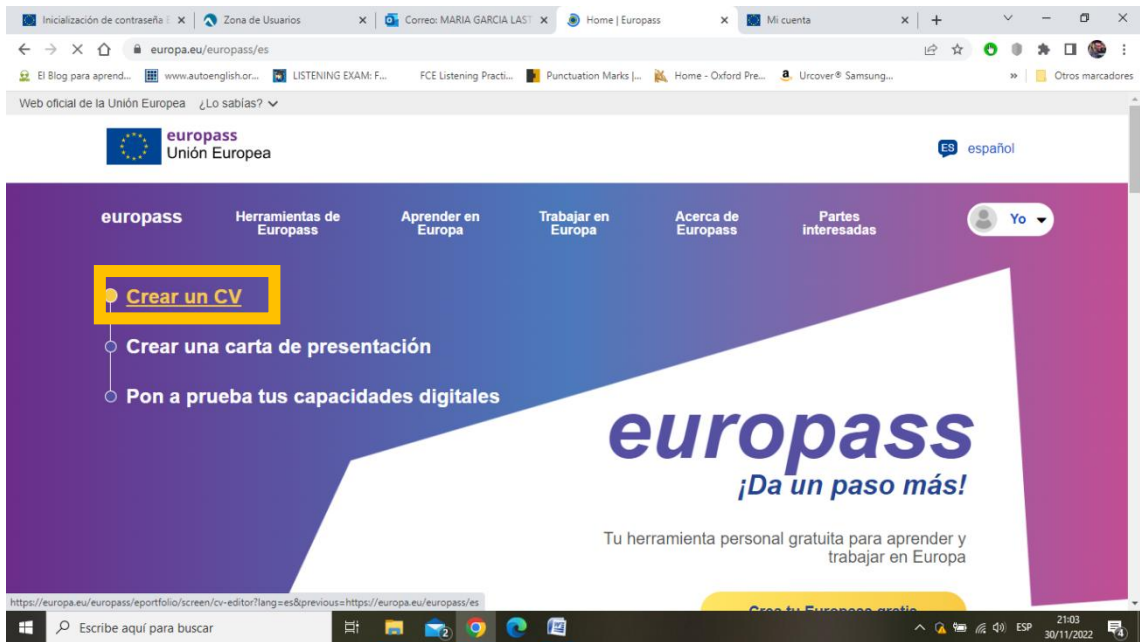 Inicialización de contraseña E
Zona de Usuarios
Correo: MARIA GARCIA LAST
Home | Europass
Mi cuenta
europa.eu/europass/es
El Blog para aprend...
www.autoenglish.or...
LISTENING EXAM: F...
FCE Listening Practi...
Punctuation Marks |...
Home - Oxford Pre...
Urcover® Samsung...
»
Otros marcadores
Web oficial de la Unión Europea ¿Lo sabías?
europass
Unión Europea
ES español
europass
Herramientas de
Europass
Aprender en
Europa
Trabajar en
Europa
Acerca de
Europass
Partes
interesadas
Yo
Crear un CV
Crear una carta de presentación
Pon a prueba tus capacidades digitales
europass
¡Da un paso más!
Tu herramienta personal gratuita para aprender y
trabajar en Europa
Crea tu Europass gratis
https://europa.eu/europass/eportfolio/screen/cv-editor?lang=es&previous=https://europa.eu/europass/es
Escribe aquí para buscar
2
ESP
21:03
30/11/2022
4